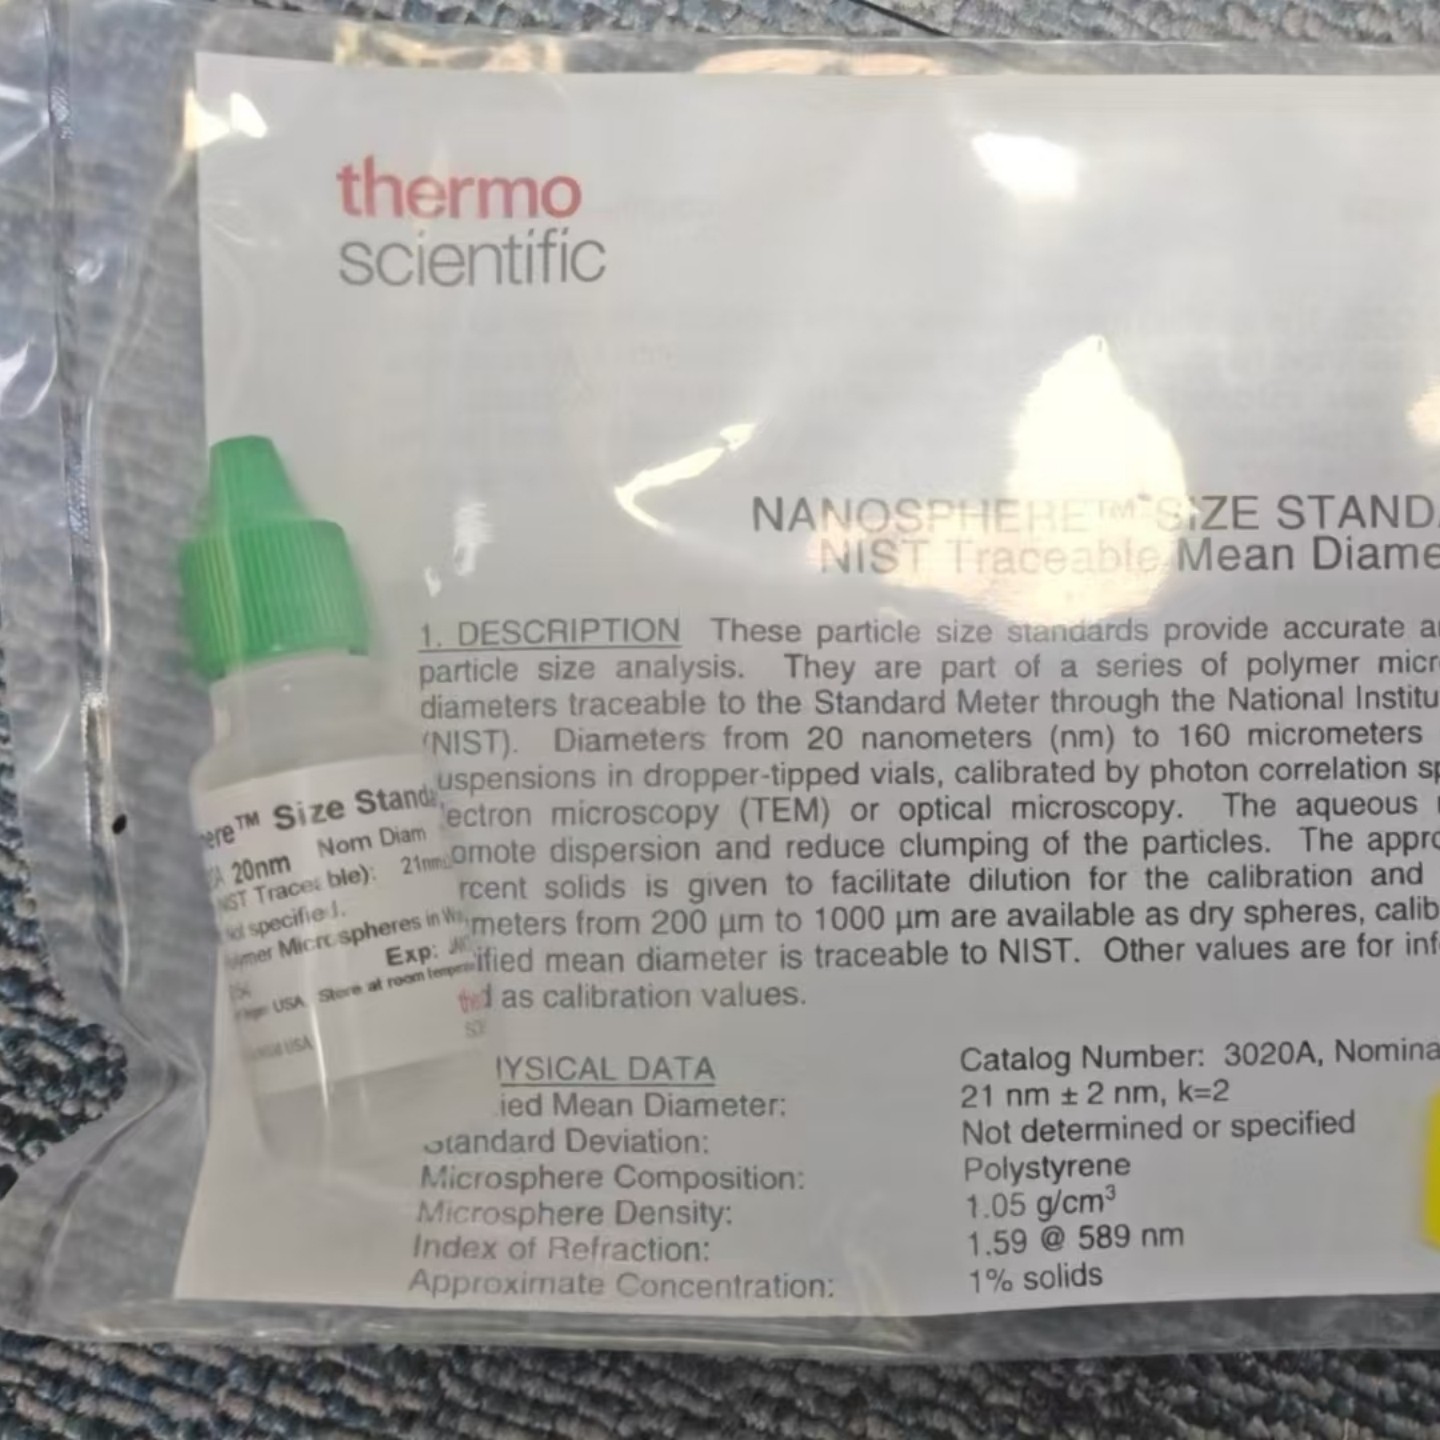 thermo
scientific
NANOSPHERE™ SIZE STAND
NIST Traceable Mean Diame
1. DESCRIPTION These particle size standards provide accurate a
particle size analysis. They are part of a series of polymer micr
diameters traceable to the Standard Meter through the National Institu
(NIST). Diameters from 20 nanometers (nm) to 160 micrometers
uspensions in dropper-tipped vials, calibrated by photon correlation sp
ectron microscopy (TEM) or optical microscopy. The aqueous
omote dispersion and reduce clumping of the particles. The appro
rcent solids is given to facilitate dilution for the calibration and
meters from 200 μm to 1000 μm are available as dry spheres, calib
ified mean diameter is traceable to NIST. Other values are for inf
d as calibration values.
ere™ Size Standa
20nm Nom Diam
NIST Traceable): 21nm
Not specified.
lymer Microspheres in Wa
Exp:
USA Store at room tempe
USA
YSICAL DATA
Catalog Number: 3020A, Nomina
ied Mean Diameter: 21 nm ± 2 nm, k=2
Standard Deviation: Not determined or specified
Microsphere Composition: Polystyrene
Microsphere Density: 1.05 g/cm³
Index of Refraction: 1.59 @ 589 nm
Approximate Concentration: 1% solids